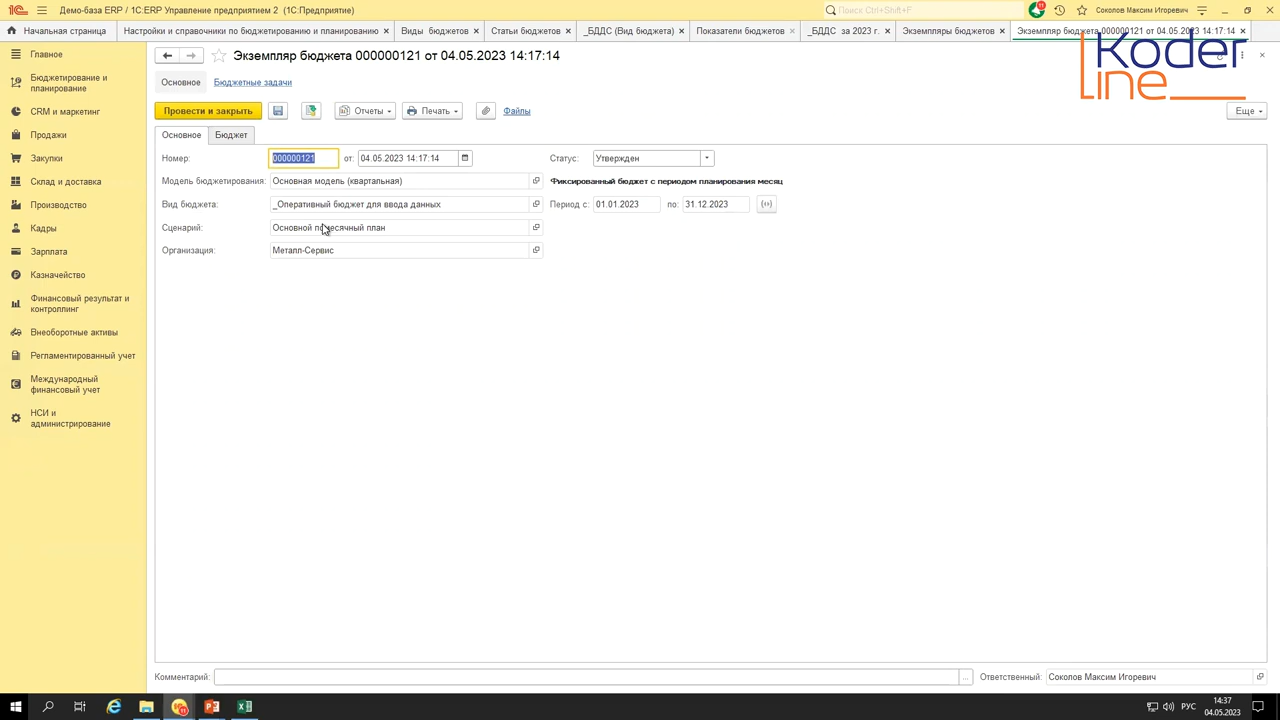 Демо-база ERP / 1С:ERP Управление предприятием 2 (1С:Предприятие)
Поиск Ctrl+Shift+F
11
Соколов Максим Игоревич
Начальная страница
Настройки и справочники по бюджетированию и планированию ×
Виды бюджетов ×
Статьи бюджетов ×
_БДДС (Вид бюджета) ×
Показатели бюджетов ×
_БДДС за 2023 г. ×
Экземпляры бюджетов ×
Экземпляр бюджета 000000121 от 04.05.2023 14:17:14 ×
Koder
line
Главное
Бюджетирование и
планирование
CRM и маркетинг
Продажи
Закупки
Склад и доставка
Производство
Кадры
Зарплата
Казначейство
Финансовый результат и
контроллинг
Внеоборотные активы
Регламентированный учет
Международный
финансовый учет
НСИ и
администрирование
Экземпляр бюджета 000000121 от 04.05.2023 14:17:14
Основное
Бюджетные задачи
Провести и закрыть
Отчеты
Печать
Файлы
Еще
Основное
Бюджет
Номер: 000000121 от: 04.05.2023 14:17:14
Статус: Утвержден
Модель бюджетирования: Основная модель (квартальная)
Фиксированный бюджет с периодом планирования месяц
Вид бюджета: _Оперативный бюджет для ввода данных
Период с: 01.01.2023 по: 31.12.2023
Сценарий: Основной помесячный план
Организация: Металл-Сервис
Комментарий:
Ответственный: Соколов Максим Игоревич
РУС
14:37
04.05.2023